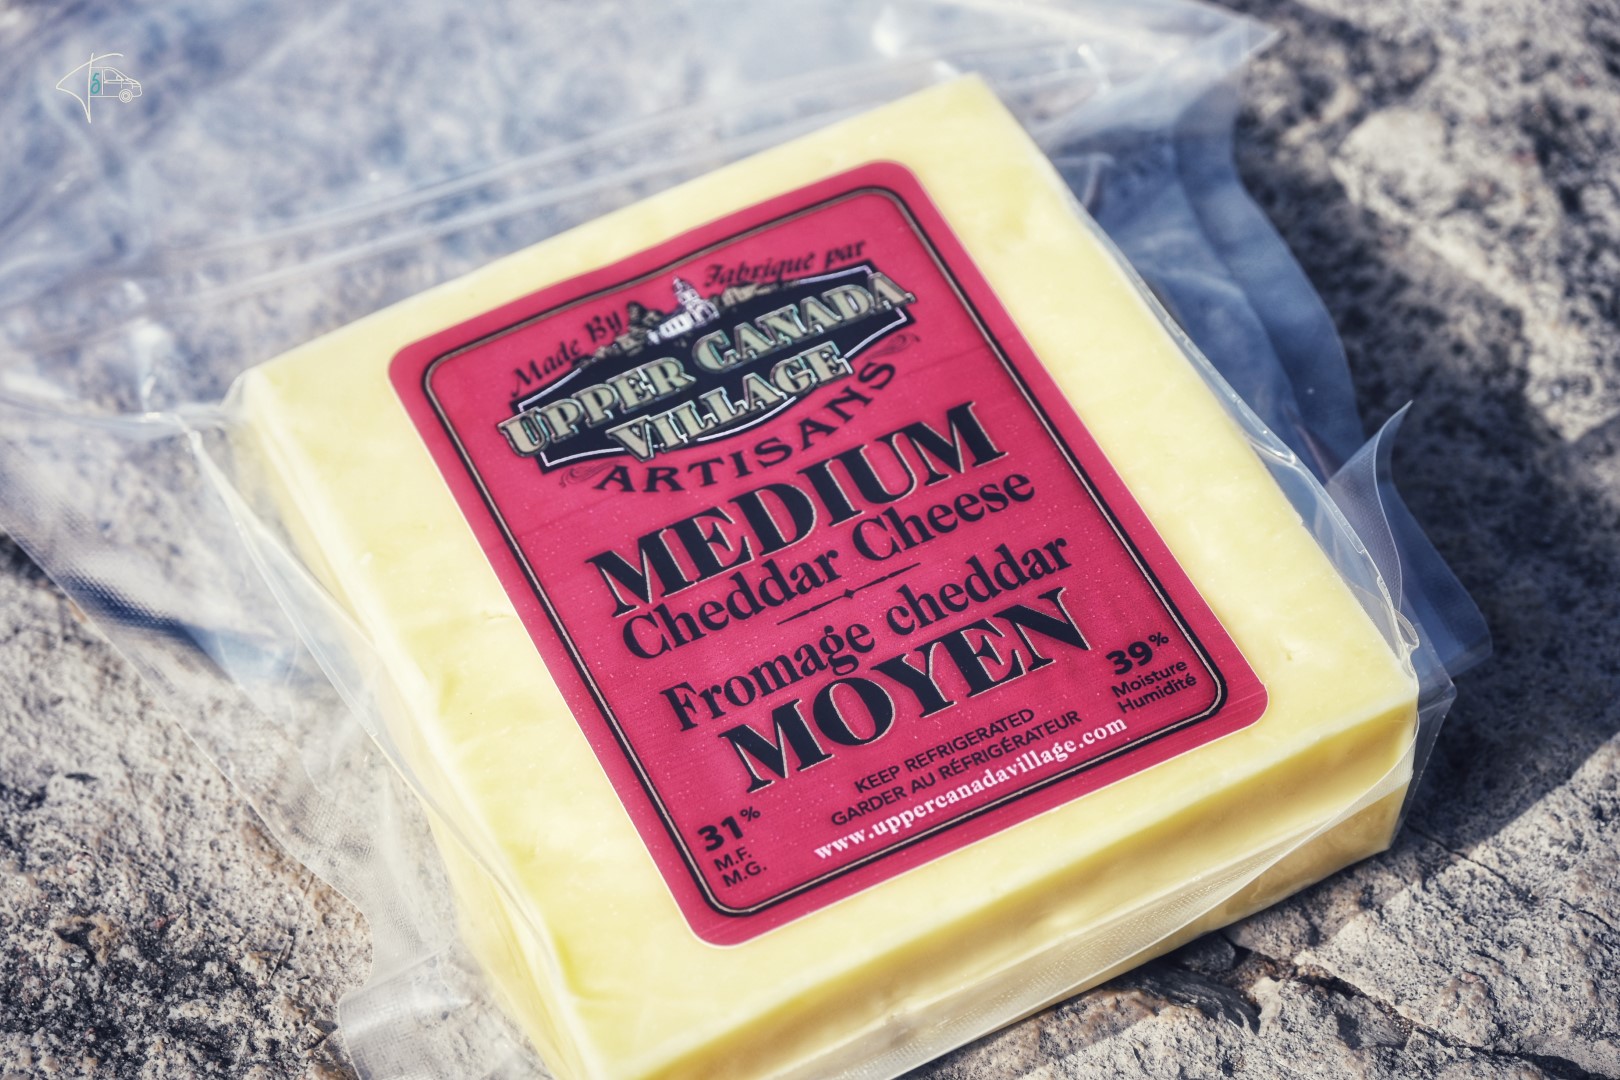 Made By Fabrique par
UPPER CANADA
VILLAGE
ARTISANS
MEDIUM
Cheddar Cheese
Fromage cheddar
MOYEN
39%
Moisture
Humidité
KEEP REFRIGERATED
GARDER AU RÉFRIGÉRATEUR
www.uppercanadavillage.com
31%
M.F.
M.G.